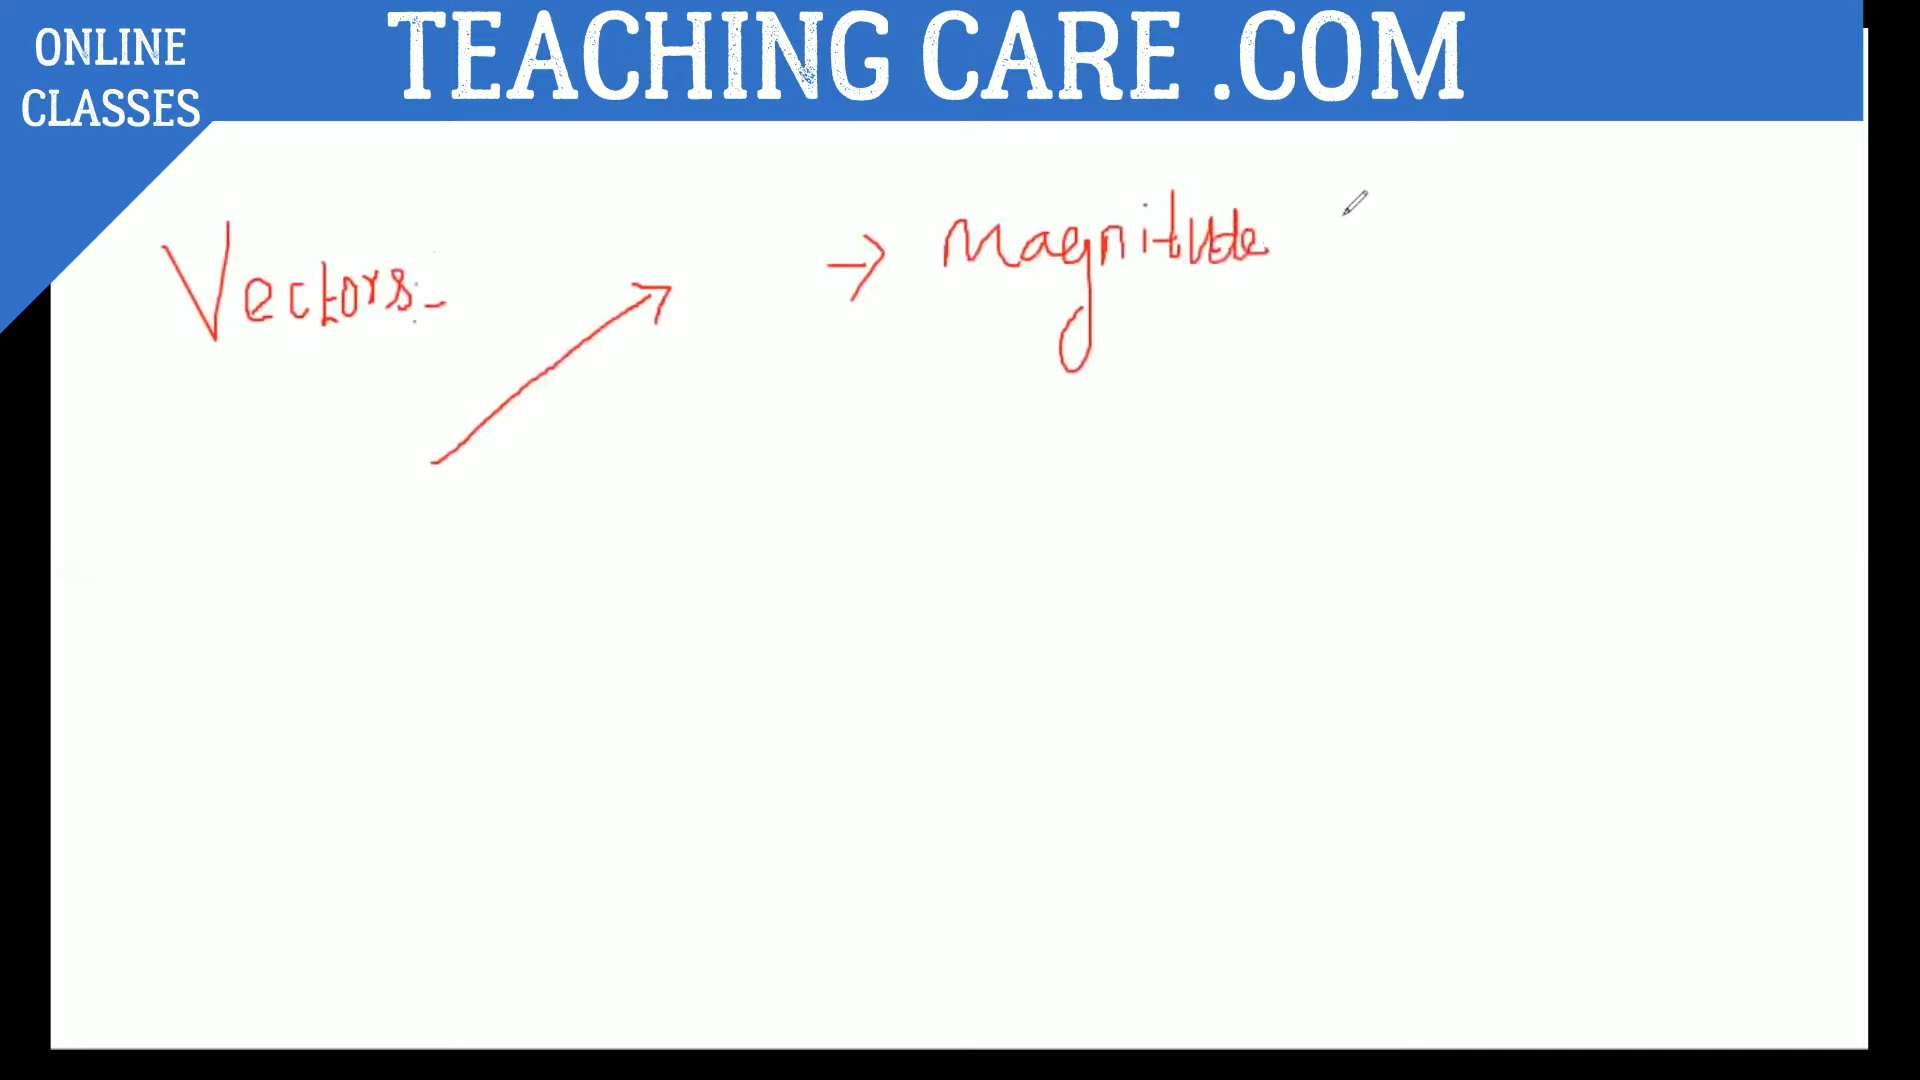 ONLINE
CLASSES
TEACHING CARE .COM
Vectors -
→ Magnitude